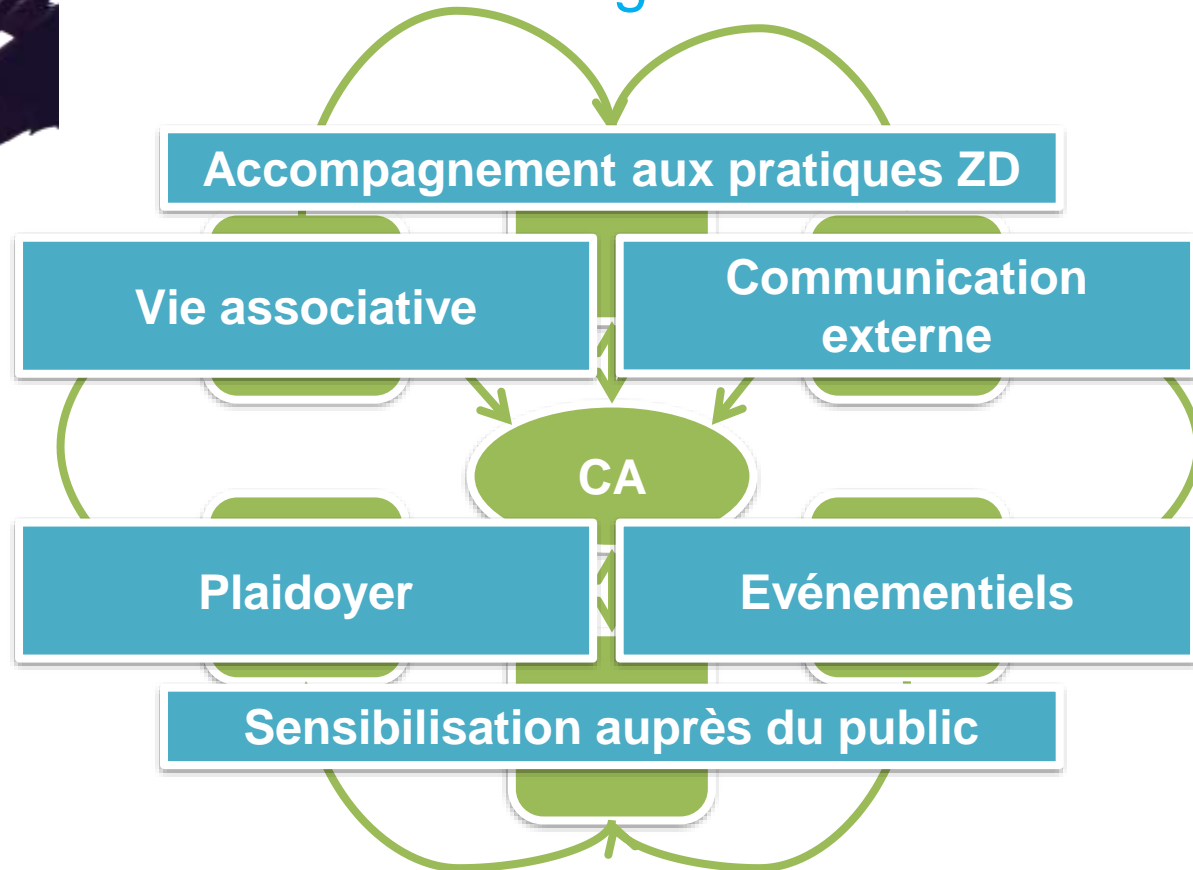 Accompagnement aux pratiques ZD
Vie associative
Communication
externe
CA
Plaidoyer
Evénementiels
Sensibilisation auprès du public